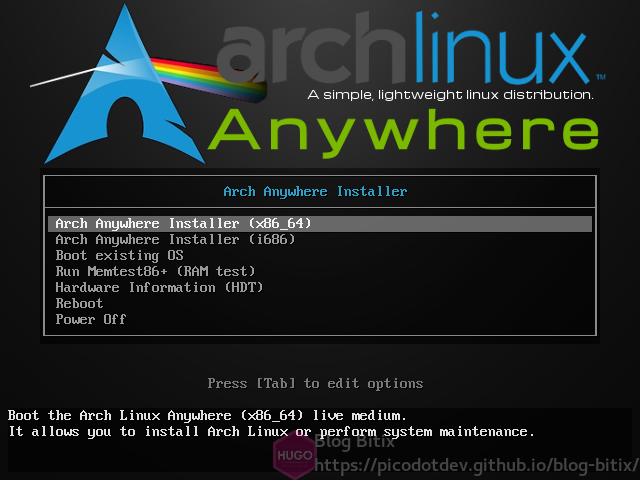 archlinux™
A simple, lightweight linux distribution.
Anywhere
Arch Anywhere Installer
Arch Anywhere Installer (x86_64)
Arch Anywhere Installer (i686)
Boot existing OS
Run Memtest86+ (RAM test)
Hardware Information (HDT)
Reboot
Power Off
Press [Tab] to edit options
Boot the Arch Linux Anywhere (x86_64) live medium.
It allows you to install Arch Linux or perform system maintenance.
Blog Bitix
HUGO
https://picodotdev.github.io/blog-bitix/